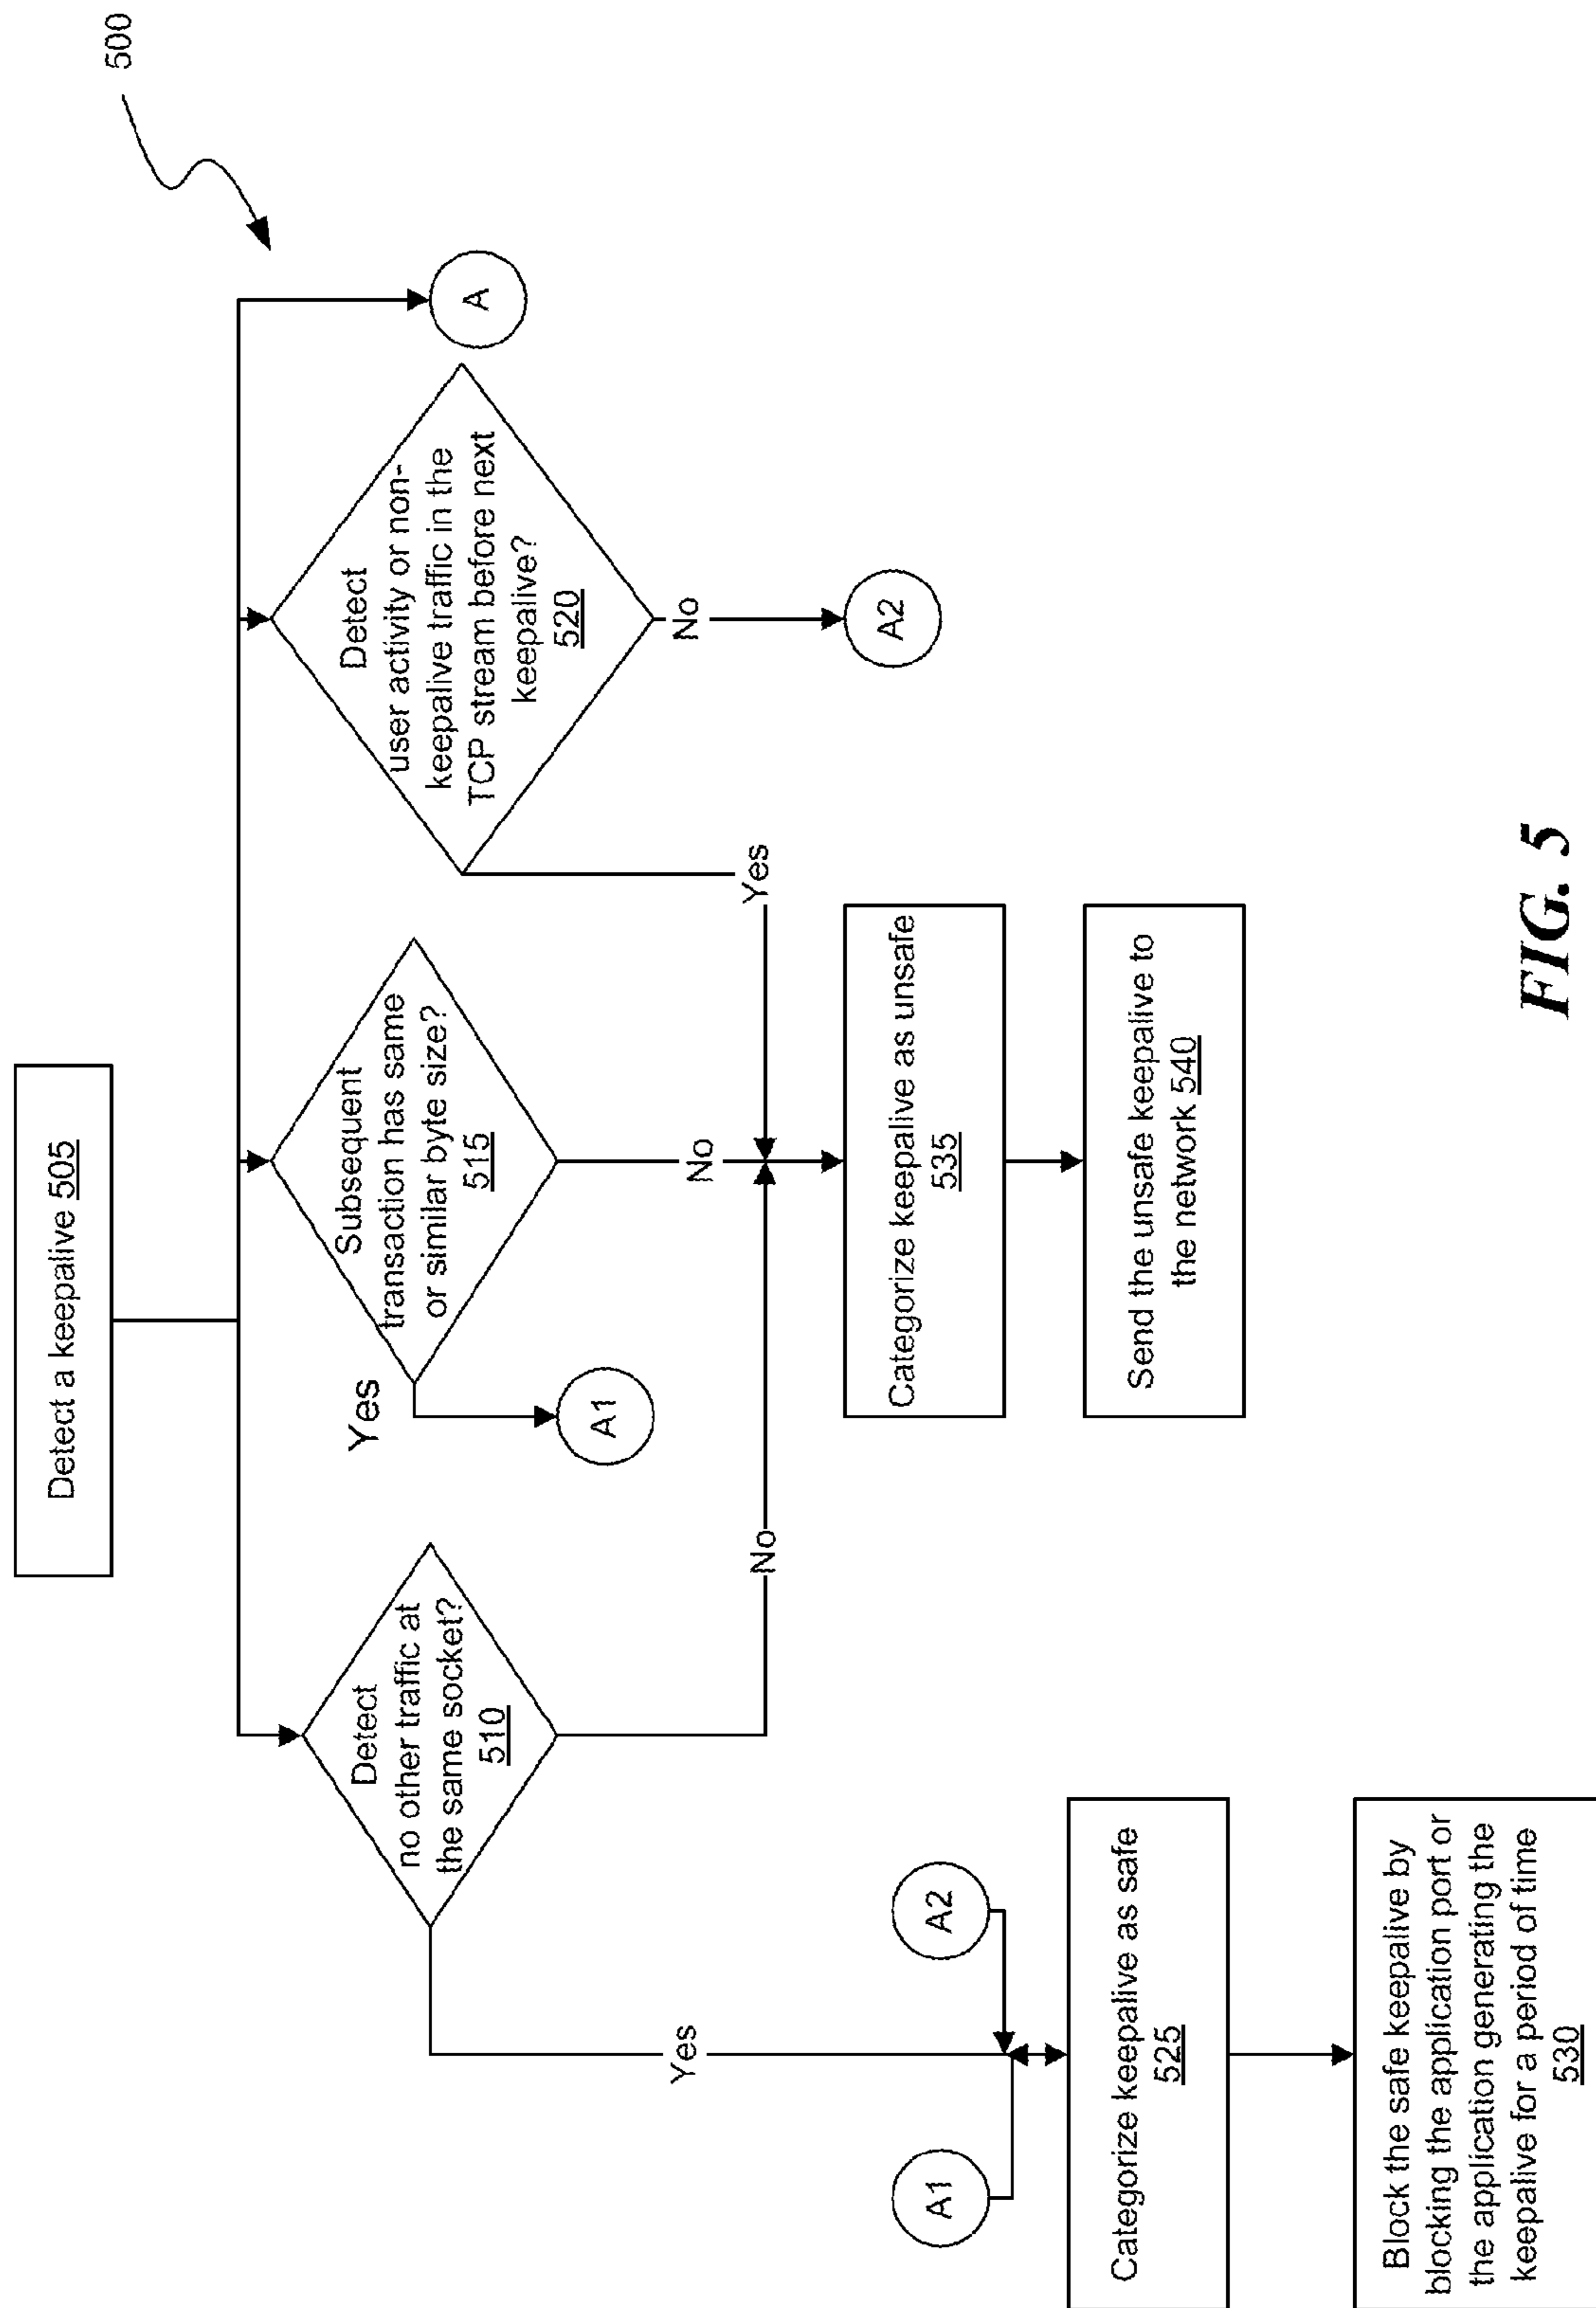 500
Detect a keepalive 505
Detect
no other traffic at
the same socket?
510
Subsequent
transaction has same
or similar byte size?
515
Detect
user activity or non-
keepalive traffic in the
TCP stream before next
keepalive?
520
A
Yes
A1
No
A2
Yes
No
No
Yes
A1
A2
Categorize keepalive as safe
525
Categorize keepalive as unsafe
535
Block the safe keepalive by
blocking the application port or
the application generating the
keepalive for a period of time
530
Send the unsafe keepalive to
the network 540
FIG. 5